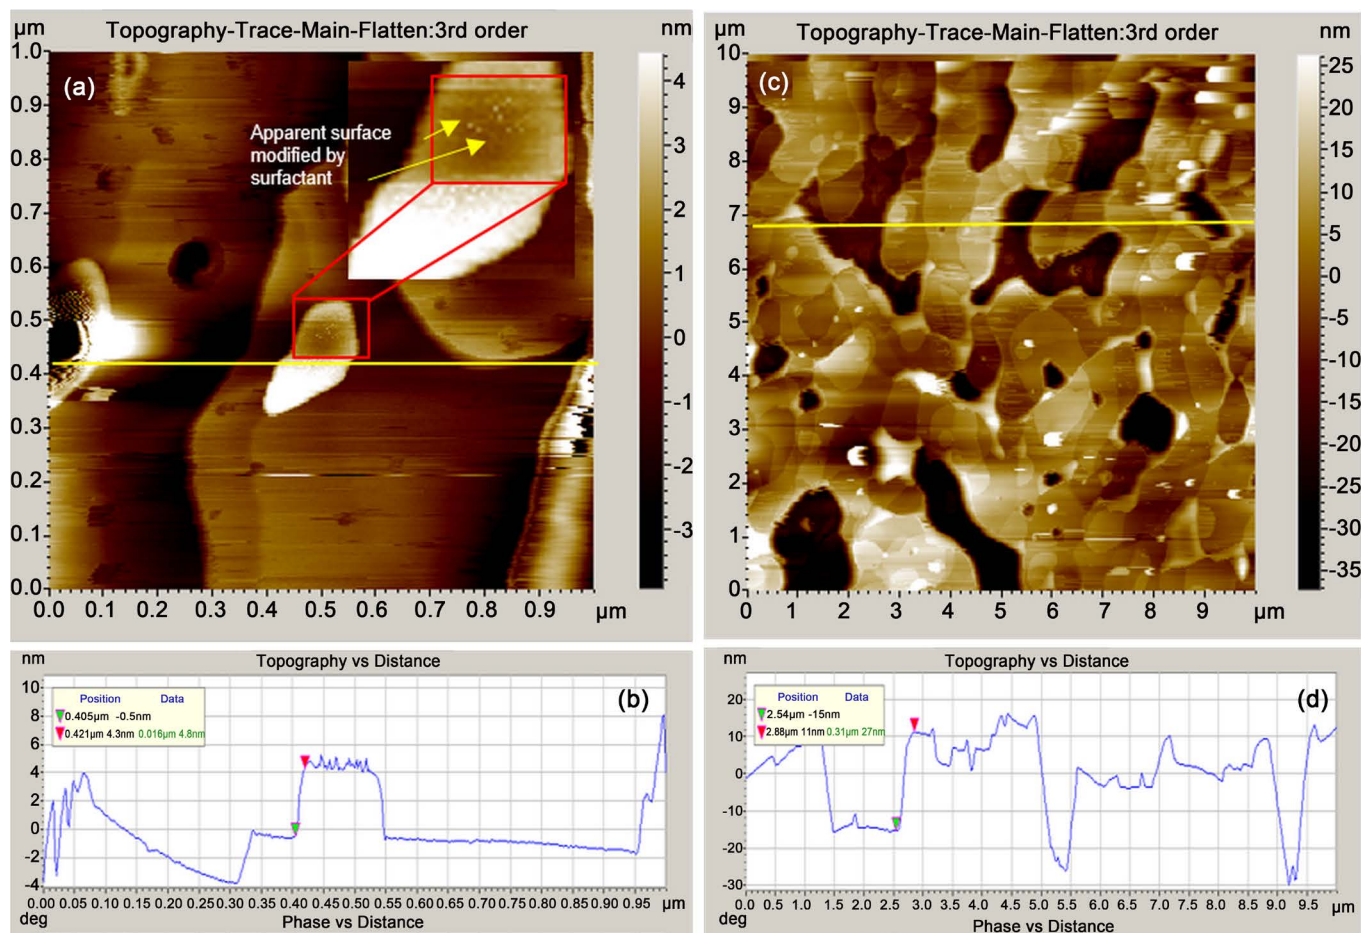 μm Topography-Trace-Main-Flatten:3rd order nm
(a)
Apparent surface
modified by
surfactant
1.0
0.9
0.8
0.7
0.6
0.5
0.4
0.3
0.2
0.1
0.0
0.0 0.1 0.2 0.3 0.4 0.5 0.6 0.7 0.8 0.9 μm
4
3
2
1
0
-1
-2
-3
μm Topography-Trace-Main-Flatten:3rd order nm
(c)
10
9
8
7
6
5
4
3
2
1
0
0 1 2 3 4 5 6 7 8 9 μm
25
20
15
10
5
0
-5
-10
-15
-20
-25
-30
-35
nm Topography vs Distance
(b)
Position Data
0.405μm -0.5nm
0.421μm 4.3nm 0.016μm 4.8nm
10
8
6
4
2
0
-2
-4
0.00 0.05 0.10 0.15 0.20 0.25 0.30 0.35 0.40 0.45 0.50 0.55 0.60 0.65 0.70 0.75 0.80 0.85 0.90 0.95 μm
deg Phase vs Distance
nm Topography vs Distance
(d)
Position Data
2.54μm -15nm
2.88μm 11nm 0.31μm 27nm
20
10
0
-10
-20
-30
0.0 0.5 1.0 1.5 2.0 2.5 3.0 3.5 4.0 4.5 5.0 5.5 6.0 6.5 7.0 7.5 8.0 8.5 9.0 9.5 μm
deg Phase vs Distance